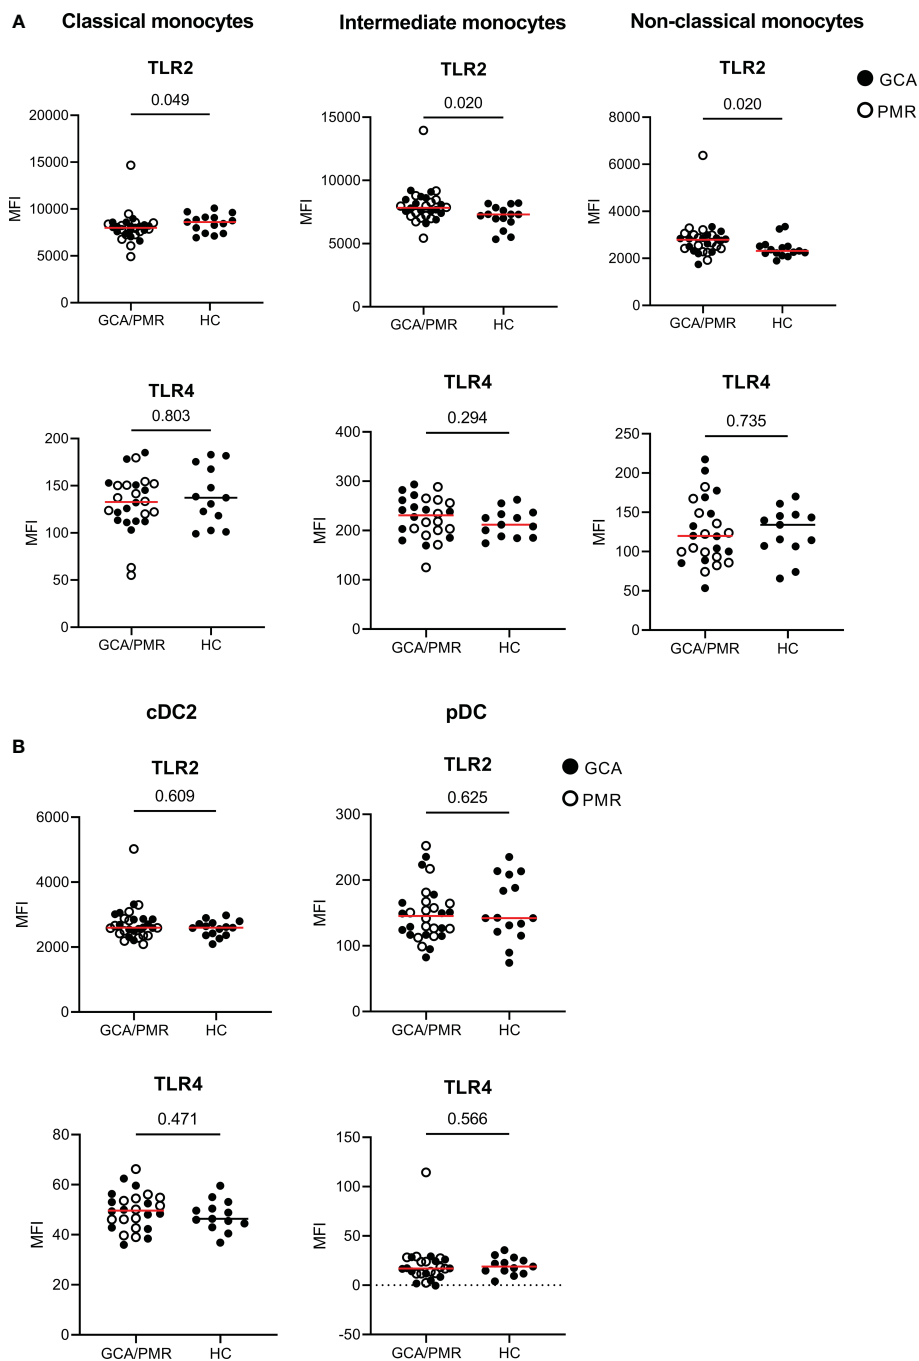 A
Classical monocytes
Intermediate monocytes
Non-classical monocytes
TLR2
0.049
20000
15000
10000
5000
0
MFI
GCA/PMR
HC
TLR2
0.020
15000
10000
5000
0
MFI
GCA/PMR
HC
TLR2
0.020
8000
6000
4000
2000
0
MFI
GCA/PMR
HC
GCA
PMR
TLR4
0.803
200
150
100
50
0
MFI
GCA/PMR
HC
TLR4
0.294
400
300
200
100
0
MFI
GCA/PMR
HC
TLR4
0.735
250
200
150
100
50
0
MFI
GCA/PMR
HC
cDC2
pDC
B
TLR2
0.609
6000
4000
2000
0
MFI
GCA/PMR
HC
TLR2
0.625
300
200
100
0
MFI
GCA/PMR
HC
GCA
PMR
TLR4
0.471
80
60
40
20
0
MFI
GCA/PMR
HC
TLR4
0.566
150
100
50
0
-50
MFI
GCA/PMR
HC